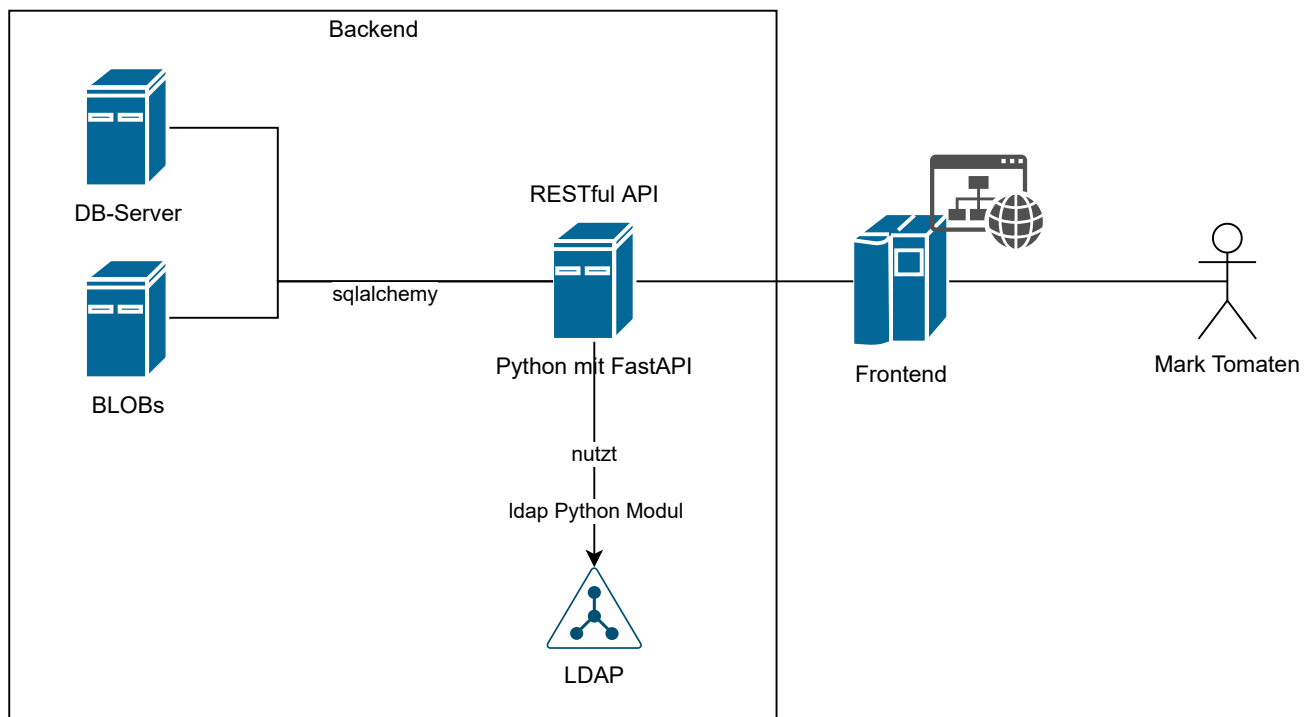 Backend
DB-Server
RESTful API
sqlalchemy
BLOBs
Python mit FastAPI
Frontend
Mark Tomaten
nutzt
ldap Python Modul
LDAP